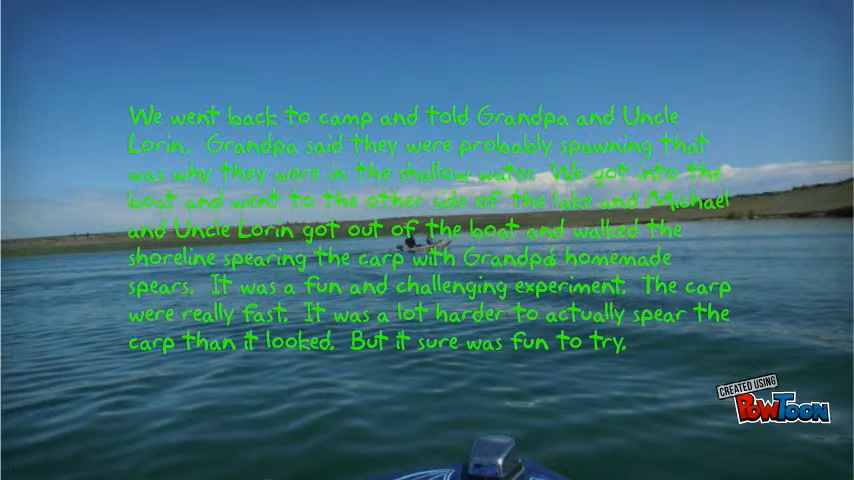 We went back to camp and told Grandpa and Uncle
Lorin. Grandpa said they were probably spawning that
was why they were in the shallow water. We got into the
boat and went to the other side of the lake and Michael
and Uncle Lorin got out of the boat and walked the
shoreline spearing the carp with Grandpa's homemade
spears. It was a fun and challenging experiment. The carp
were really fast. It was a lot harder to actually spear the
carp than it looked. But it sure was fun to try.
CREATED USING
POWTOON